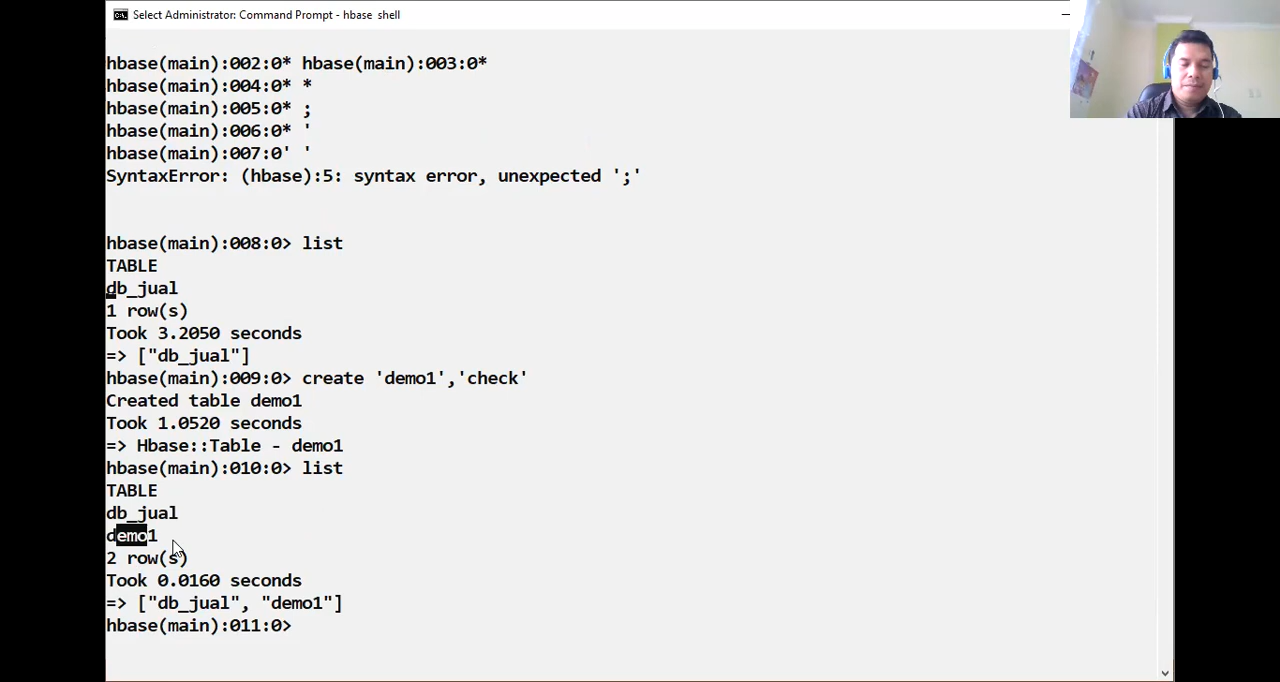 Select Administrator: Command Prompt - hbase shell
hbase(main):002:0* hbase(main):003:0*
hbase(main):004:0* *
hbase(main):005:0* ;
hbase(main):006:0* '
hbase(main):007:0' '
SyntaxError: (hbase):5: syntax error, unexpected ';'
hbase(main):008:0> list
TABLE
db_jual
1 row(s)
Took 3.2050 seconds
=> ["db_jual"]
hbase(main):009:0> create 'demo1','check'
Created table demo1
Took 1.0520 seconds
=> Hbase::Table - demo1
hbase(main):010:0> list
TABLE
db_jual
demo1
2 row(s)
Took 0.0160 seconds
=> ["db_jual", "demo1"]
hbase(main):011:0>